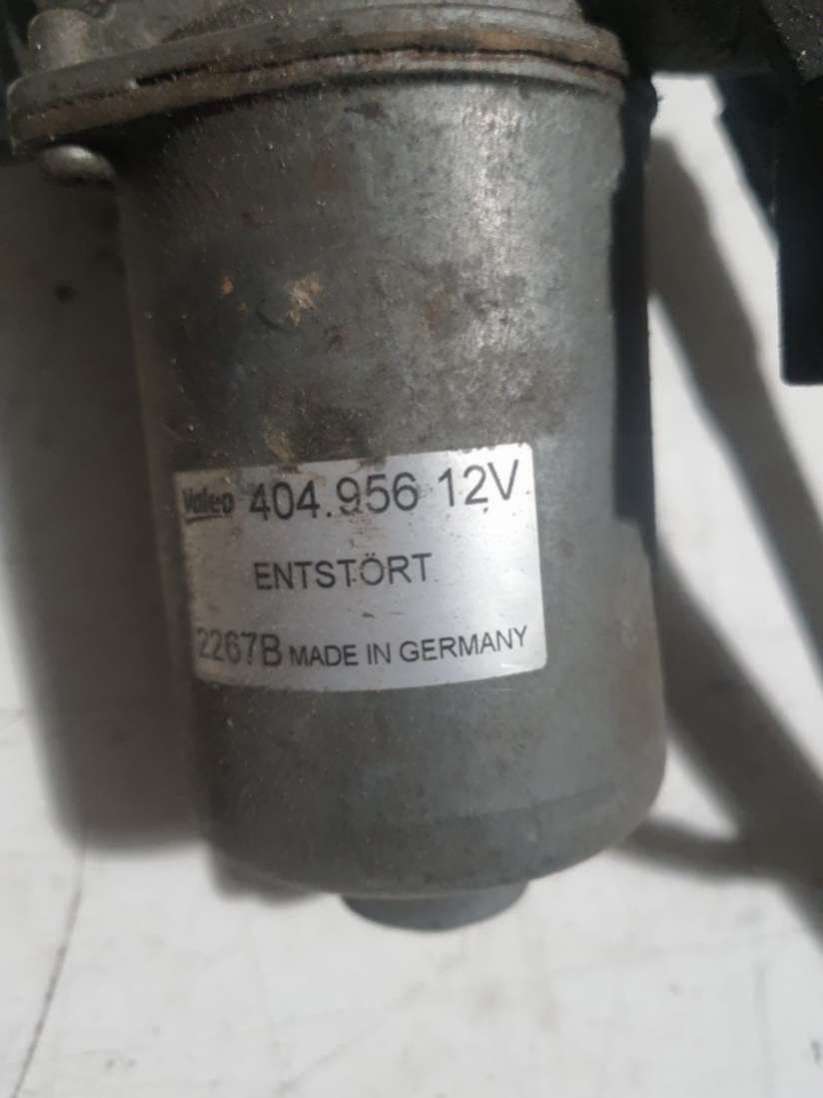 Valeo 404.956 12V
ENTSTÖRT
2267B MADE IN GERMANY